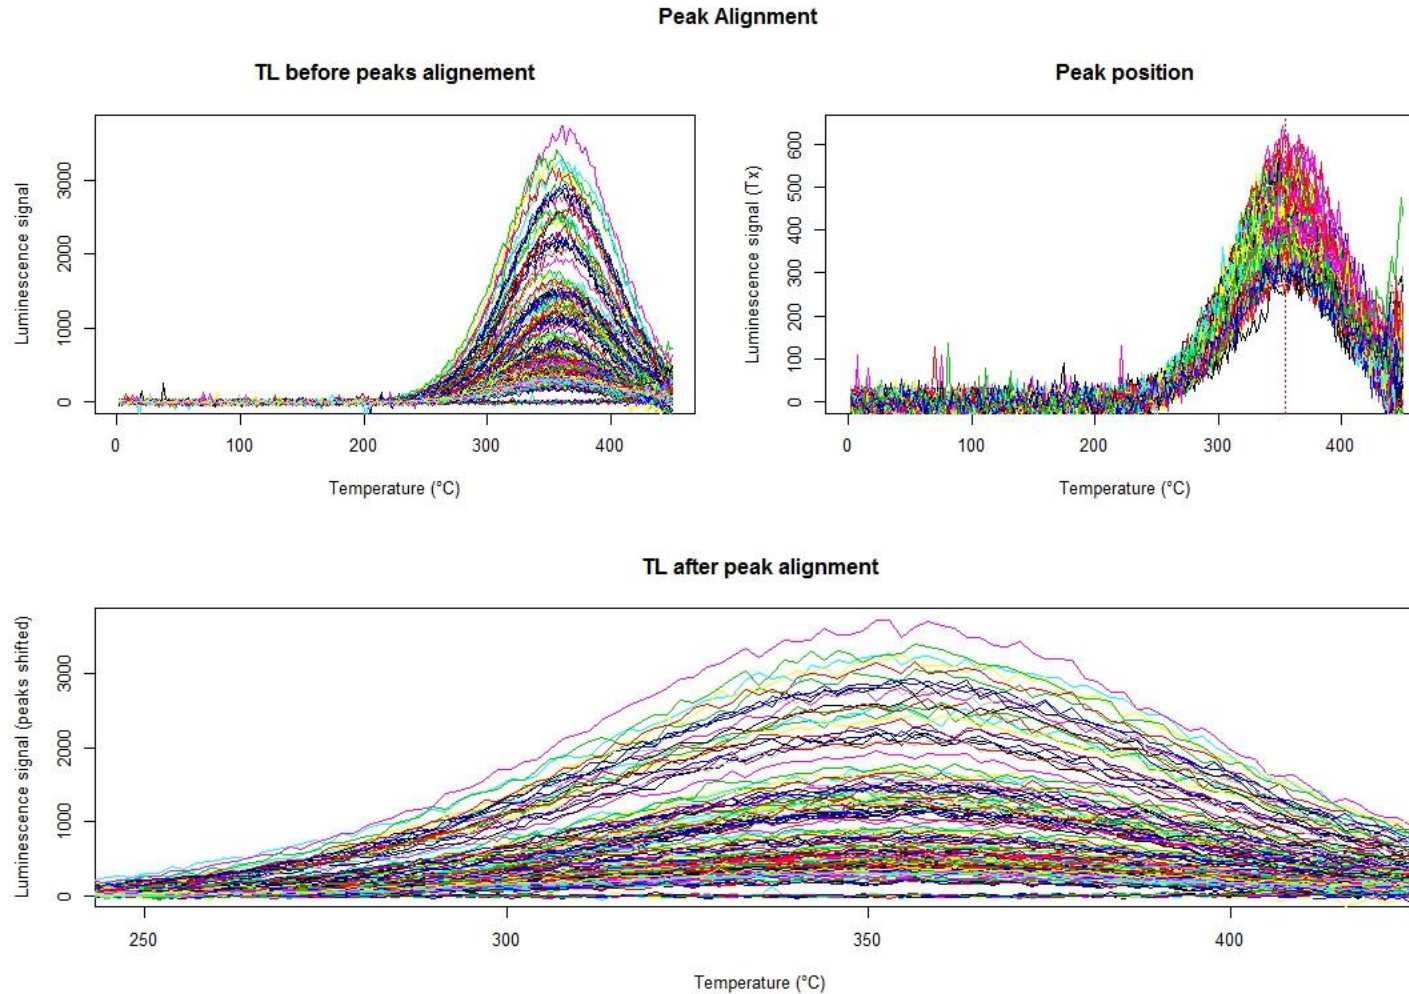 Peak Alignment
TL before peaks alignement
Luminescence signal
3000
2000
1000
0
0 100 200 300 400
Temperature (°C)
Peak position
Luminescence signal (Tx)
600
500
400
300
200
100
0
0 100 200 300 400
Temperature (°C)
TL after peak alignment
Luminescence signal (peaks shifted)
3000
2000
1000
0
250 300 350 400
Temperature (°C)